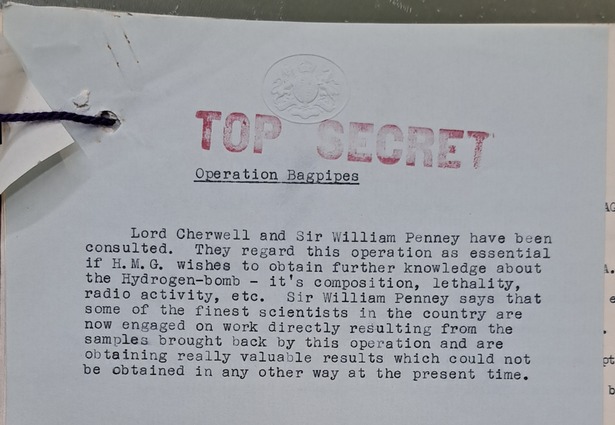 TOP SECRET
Operation Bagpipes
Lord Cherwell and Sir William Penney have been
consulted. They regard this operation as essential
if H.M.G. wishes to obtain further knowledge about
the Hydrogen-bomb - it's composition, lethality,
radio activity, etc. Sir William Penney says that
some of the finest scientists in the country are
now engaged on work directly resulting from the
samples brought back by this operation and are
obtaining really valuable results which could not
be obtained in any other way at the present time.